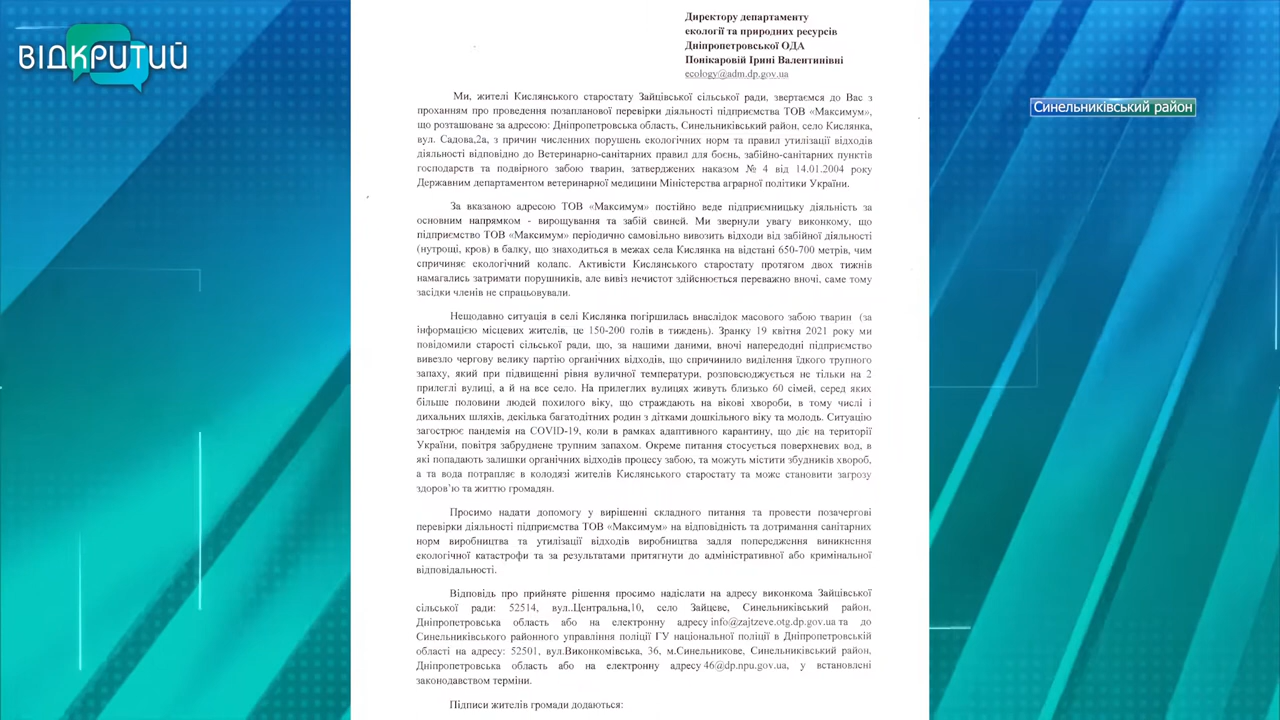 ВІДКРИТИЙ
Директору департаменту
екології та природних ресурсів
Дніпропетровської ОДА
Понікаровій Ірині Валентинівні
ecology@adm.dp.gov.ua
Синельниківський район
Ми, жителі Кислянського старостату Зайцівської сільської ради, звертаємся до Вас з
проханням про проведення позапланової перевірки діяльності підприємства ТОВ «Максимум»,
що розташоване за адресою: Дніпропетровська область, Синельниківський район, село Кислянка,
вул. Садова,2а, з причин численних порушень екологічних норм та правил утилізації відходів
діяльності відповідно до Ветеринарно-санітарних правил для боєнь, забійно-санітарних пунктів
господарств та подвірного забою тварин, затверджених наказом № 4 від 14.01.2004 року
Державним департаментом ветеринарної медицини Міністерства аграрної політики України.
За вказаною адресою ТОВ «Максимум» постійно веде підприємницьку діяльність за
основним напрямком - вирощування та забій свиней. Ми звернули увагу виконкому, що
підприємство ТОВ «Максимум» періодично самовільно вивозить відходи від забійної діяльності
(нутрощі, кров) в балку, що знаходиться в межах села Кислянка на відстані 650-700 метрів, чим
спричиняє екологічний колапс. Активісти Кислянського старостату протягом двох тижнів
намагались затримати порушників, але вивіз нечистот здійснюється переважно вночі, саме тому
засідки членів не спрацьовували.
Нещодавно ситуація в селі Кислянка погіршилась внаслідок масового забою тварин (за
інформацією місцевих жителів, це 150-200 голів в тиждень). Зранку 19 квітня 2021 року ми
повідомили старості сільської ради, що, за нашими даними, вночі напередодні підприємство
вивезло чергову велику партію органічних відходів, що спричинило виділення їдкого трупного
запаху, який при підвищенні рівня вуличної температури, розповсюджується не тільки на 2
прилеглі вулиці, а й на все село. На прилеглих вулицях живуть близько 60 сімей, серед яких
більше половини людей похилого віку, що страждають на вікові хвороби, в тому числі і
дихальних шляхів, декілька багатодітних родин з дітками дошкільного віку та молодь. Ситуацію
загострює пандемія на COVID-19, коли в рамках адаптивного карантину, що діє на території
України, повітря забруднене трупним запахом. Окреме питання стосується поверхневих вод, в
які попадають залишки органічних відходів процесу забою, та можуть містити збудників хвороб,
а та вода потрапляє в колодязі жителів Кислянського старостату та може становити загрозу
здоров'ю та життю громадян.
Просимо надати допомогу у вирішенні складного питання та провести позачергові
перевірки діяльності підприємства ТОВ «Максимум» на відповідність та дотримання санітарних
норм виробництва та утилізації відходів виробництва задля попередження виникнення
екологічної катастрофи та за результатами притягнути до адміністративної або кримінальної
відповідальності.
Відповідь про прийняте рішення просимо надіслати на адресу виконкома Зайцівської
сільської ради: 52514, вул..Центральна,10, село Зайцеве, Синельниківський район,
Дніпропетровська область або на електронну адресу info@zajtzeve.otg.dp.gov.ua та до
Синельниківського районного управління поліції ГУ національної поліції в Дніпропетровській
області на адресу: 52501, вул.Виконкомівська, 36, м.Синельникове, Синельниківський район,
Дніпропетровська область або на електронну адресу 46@dp.npu.gov.ua, у встановлені
законодавством терміни.
Підписи жителів громади додаються: